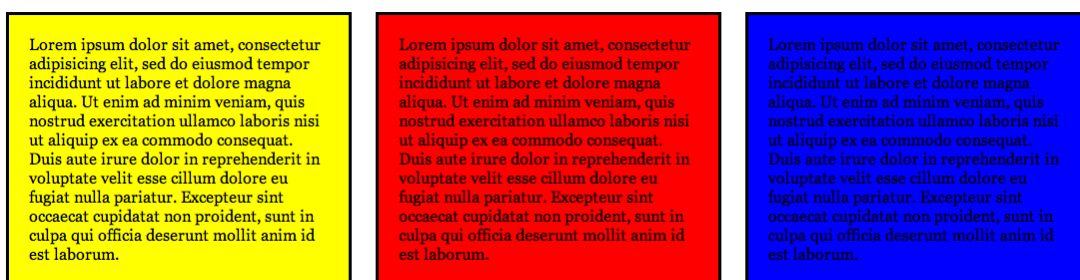 Lorem ipsum dolor sit amet, consectetur
adipisicing elit, sed do eiusmod tempor
incididunt ut labore et dolore magna
aliqua. Ut enim ad minim veniam, quis
nostrud exercitation ullamco laboris nisi
ut aliquip ex ea commodo consequat.
Duis aute irure dolor in reprehenderit in
voluptate velit esse cillum dolore eu
fugiat nulla pariatur. Excepteur sint
occaecat cupidatat non proident, sunt in
culpa qui officia deserunt mollit anim id
est laborum.
Lorem ipsum dolor sit amet, consectetur
adipisicing elit, sed do eiusmod tempor
incididunt ut labore et dolore magna
aliqua. Ut enim ad minim veniam, quis
nostrud exercitation ullamco laboris nisi
ut aliquip ex ea commodo consequat.
Duis aute irure dolor in reprehenderit in
voluptate velit esse cillum dolore eu
fugiat nulla pariatur. Excepteur sint
occaecat cupidatat non proident, sunt in
culpa qui officia deserunt mollit anim id
est laborum.
Lorem ipsum dolor sit amet, consectetur
adipisicing elit, sed do eiusmod tempor
incididunt ut labore et dolore magna
aliqua. Ut enim ad minim veniam, quis
nostrud exercitation ullamco laboris nisi
ut aliquip ex ea commodo consequat.
Duis aute irure dolor in reprehenderit in
voluptate velit esse cillum dolore eu
fugiat nulla pariatur. Excepteur sint
occaecat cupidatat non proident, sunt in
culpa qui officia deserunt mollit anim id
est laborum.